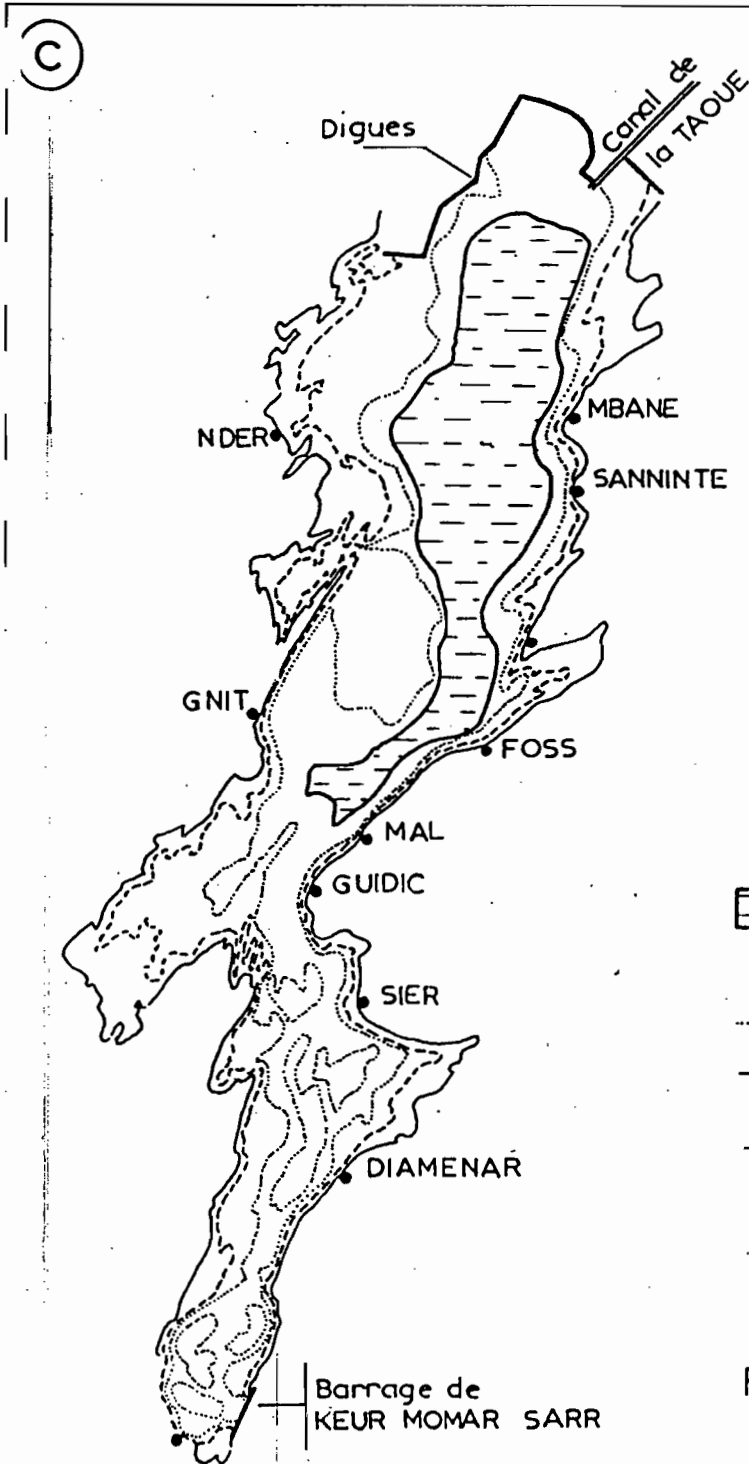 C
Digues
Canal de
la TAOUE
NDER
MBANE
SANNINTE
GNIT
FOSS
MAL
GUIDIC
SIER
DIAMENAR
Barrage de
KEUR MOMAR SARR